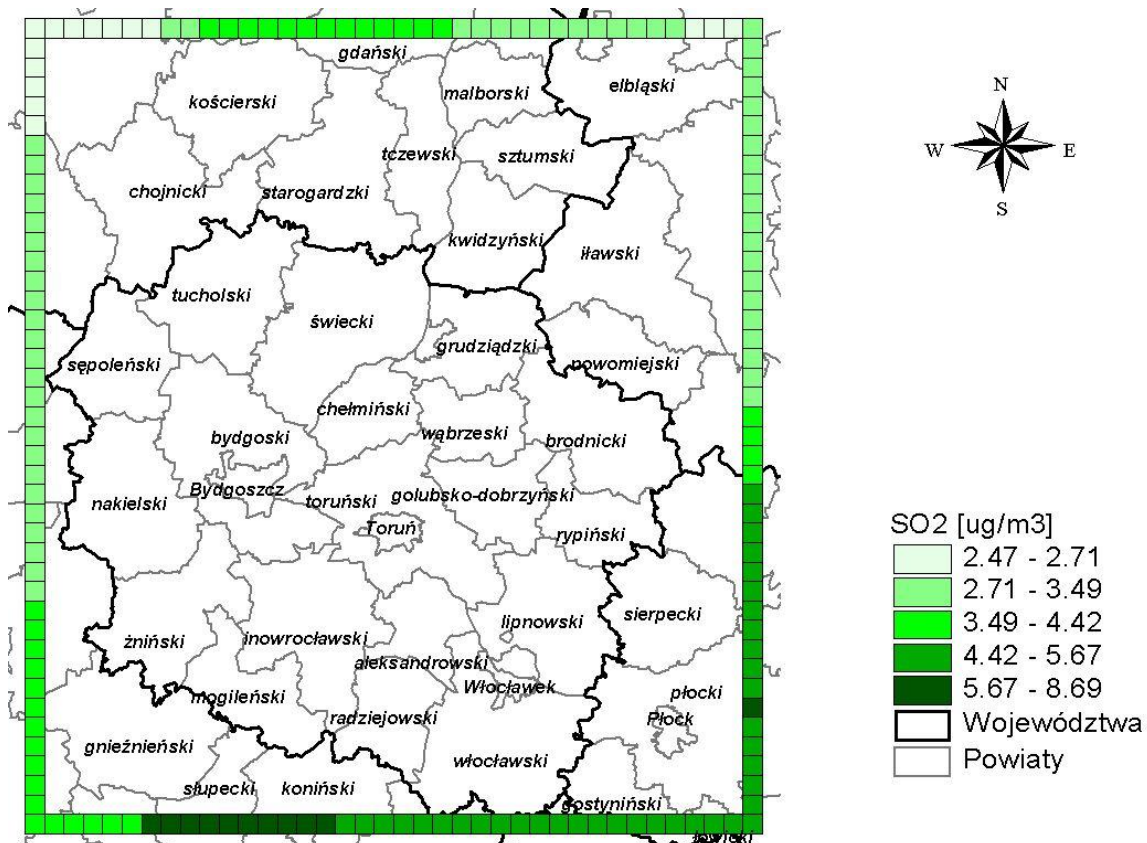 gdański
kościerski
malborski
elbląski
tczewski
sztumski
chojnicki
starogardzki
kwidzyński
iławski
tucholski
świecki
grudziądzki
nowomiejski
sępoleński
chełmiński
bydgoski
wąbrzeski
brodnicki
Bydgoszcz
nakielski
toruński
golubsko-dobrzyński
Toruń
rypiński
sierpecki
lipnowski
żniński
inowrocławski
aleksandrowski
Włocławek
mogileński
płocki
radziejowski
Płock
gnieźnieński
włocławski
słupecki
koniński
gostyniński
N
W
E
S
SO2 [ug/m3]
2.47 - 2.71
2.71 - 3.49
3.49 - 4.42
4.42 - 5.67
5.67 - 8.69
Województwa
Powiaty